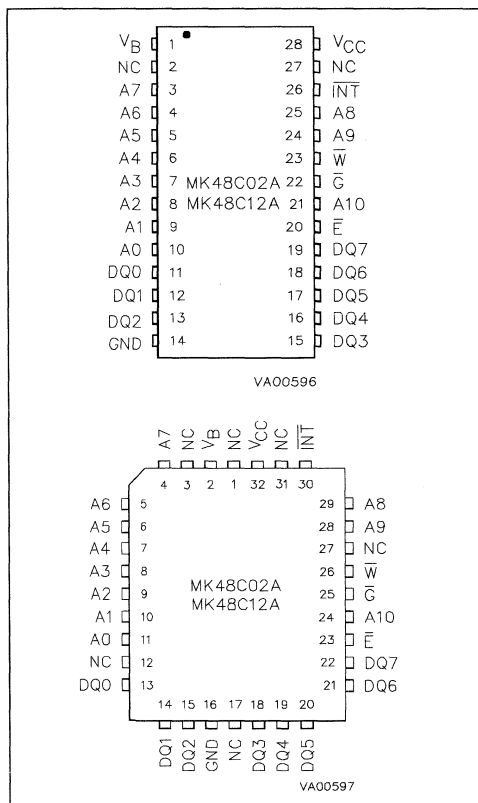 V_B 1 28 V_CC
NC 2 27 NC
A7 3 26 I̅N̅T̅
A6 4 25 A8
A5 5 24 A9
A4 6 23 W̅
A3 7 MK48C02A 22 G̅
A2 8 MK48C12A 21 A10
A1 9 20 E̅
A0 10 19 DQ7
DQ0 11 18 DQ6
DQ1 12 17 DQ5
DQ2 13 16 DQ4
GND 14 15 DQ3
VA00596
A7 NC V_B NC V_CC NC I̅N̅T̅
4 3 2 1 32 31 30
A6 5 29 A8
A5 6 28 A9
A4 7 27 NC
A3 8 26 W̅
A2 9 25 G̅
MK48C02A
MK48C12A
A1 10 24 A10
A0 11 23 E̅
NC 12 22 DQ7
DQ0 13 21 DQ6
14 15 16 17 18 19 20
DQ1 DQ2 GND NC DQ3 DQ4 DQ5
VA00597